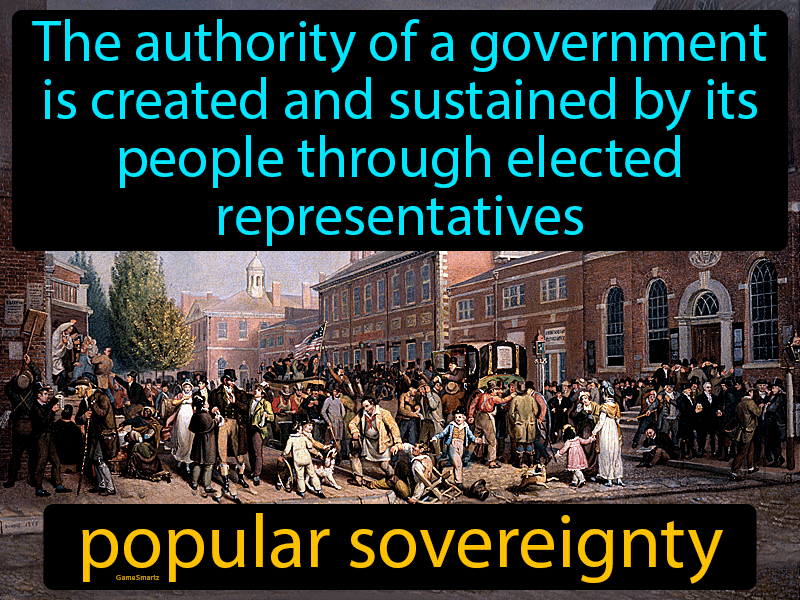 The authority of a government
is created and sustained by its
people through elected
representatives
popular sovereignty
GameSmartz